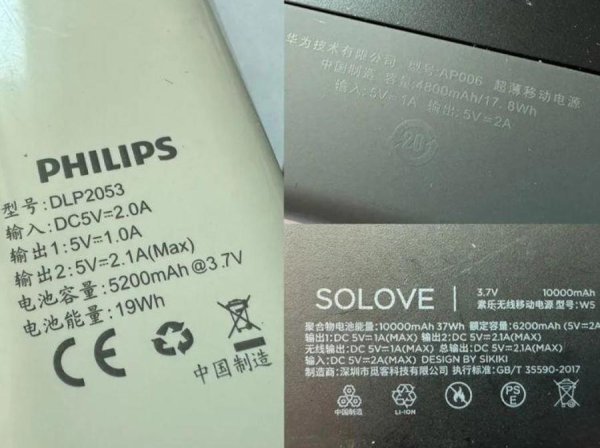 PHILIPS
型号:DLP2053
输入:DC5V⎓2.0A
输出1:5V⎓1.0A
输出2:5V⎓2.1A(Max)
电池容量:5200mAh@3.7V
电池能量:19Wh
CE
中国制造
华为技术有限公司 型号:AP006 超薄移动电源
中国制造 容量:4800mAh/17.8Wh
输入:5V⎓1A 输出:5V⎓2A
201
SOLOVE
3.7V 10000mAh
素乐无线移动电源 型号:W5
聚合物电池能量:10000mAh 37Wh 额定容量:6200mAh (5V⎓2A
输出1:DC 5V⎓1A(MAX) 输出2:DC 5V⎓2.1A(MAX)
无线输出:DC 5V⎓1A(MAX) 总输出:DC 5V⎓2.1A(MAX)
输入:DC 5V⎓2A(MAX) DESIGN BY SIKIKI
制造商:深圳市觅客科技有限公司 执行标准:GB/T 35590-2017
PS
E
中国制造
LI-ION